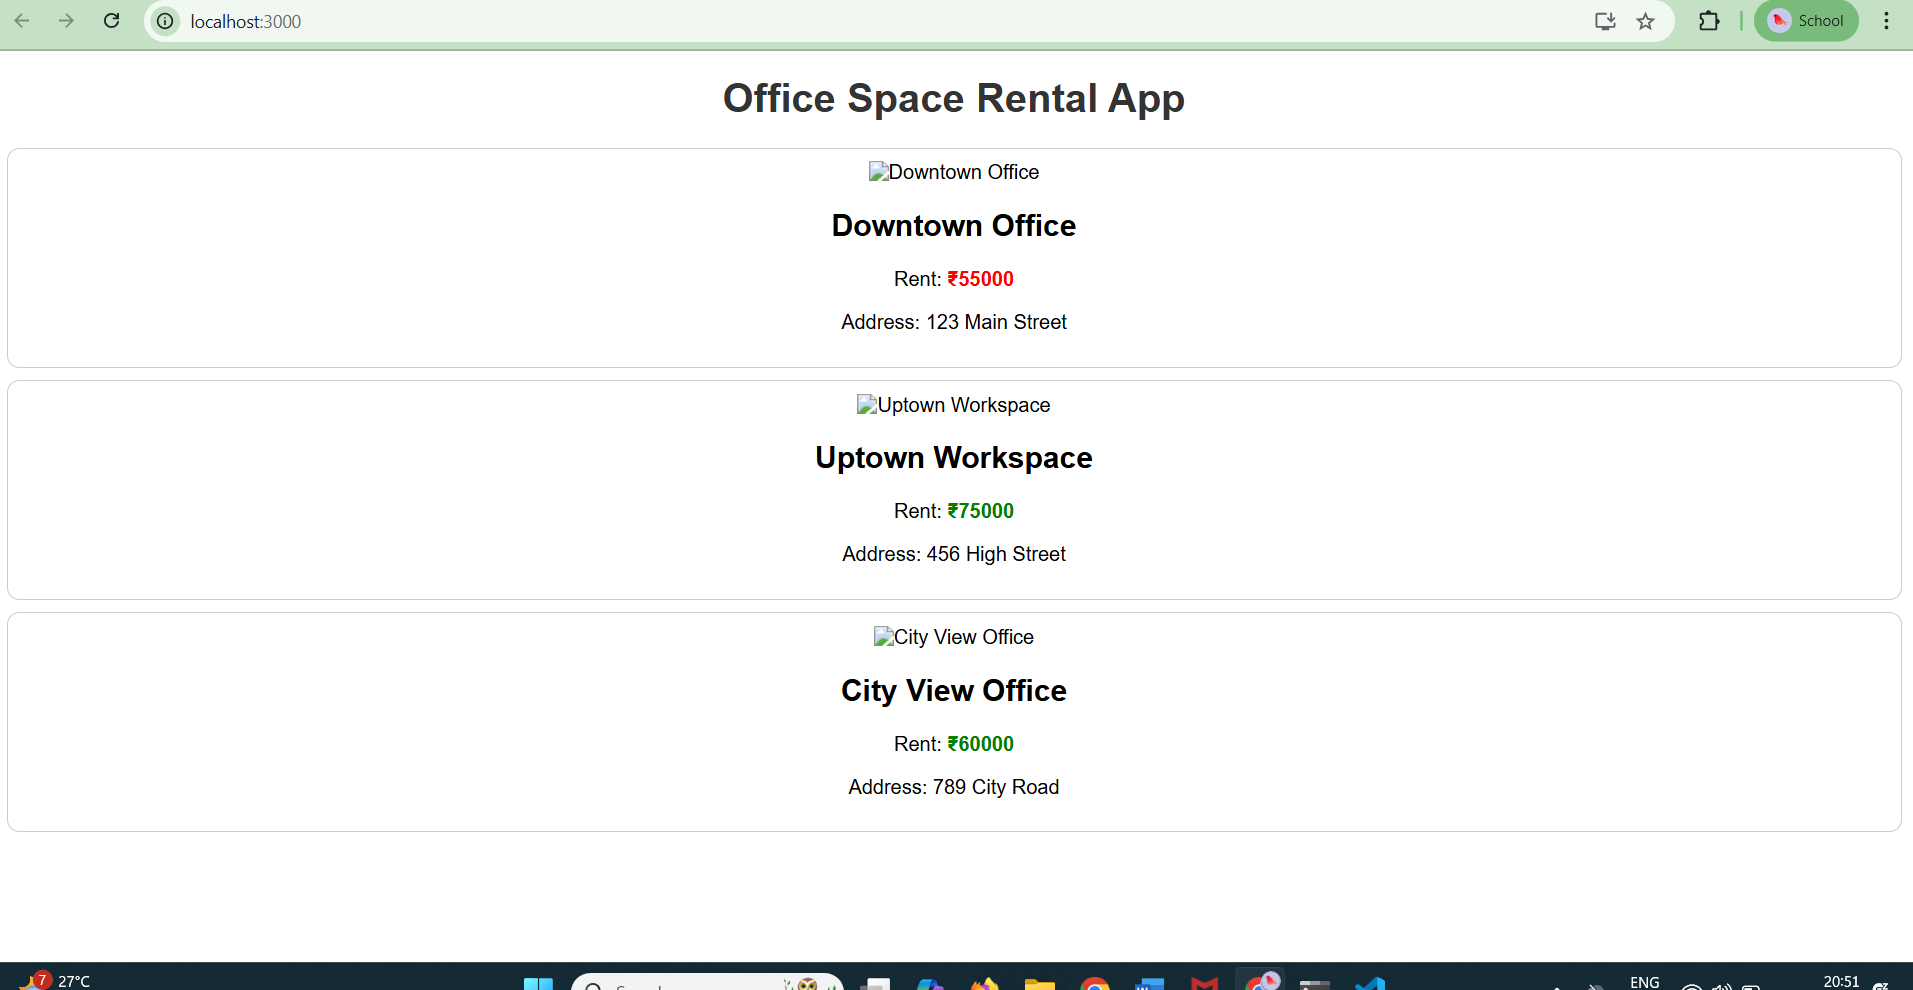 localhost:3000
School
Office Space Rental App
Downtown Office
Downtown Office
Rent: ₹55000
Address: 123 Main Street
Uptown Workspace
Uptown Workspace
Rent: ₹75000
Address: 456 High Street
City View Office
City View Office
Rent: ₹60000
Address: 789 City Road
7
27°C
ENG
20:51